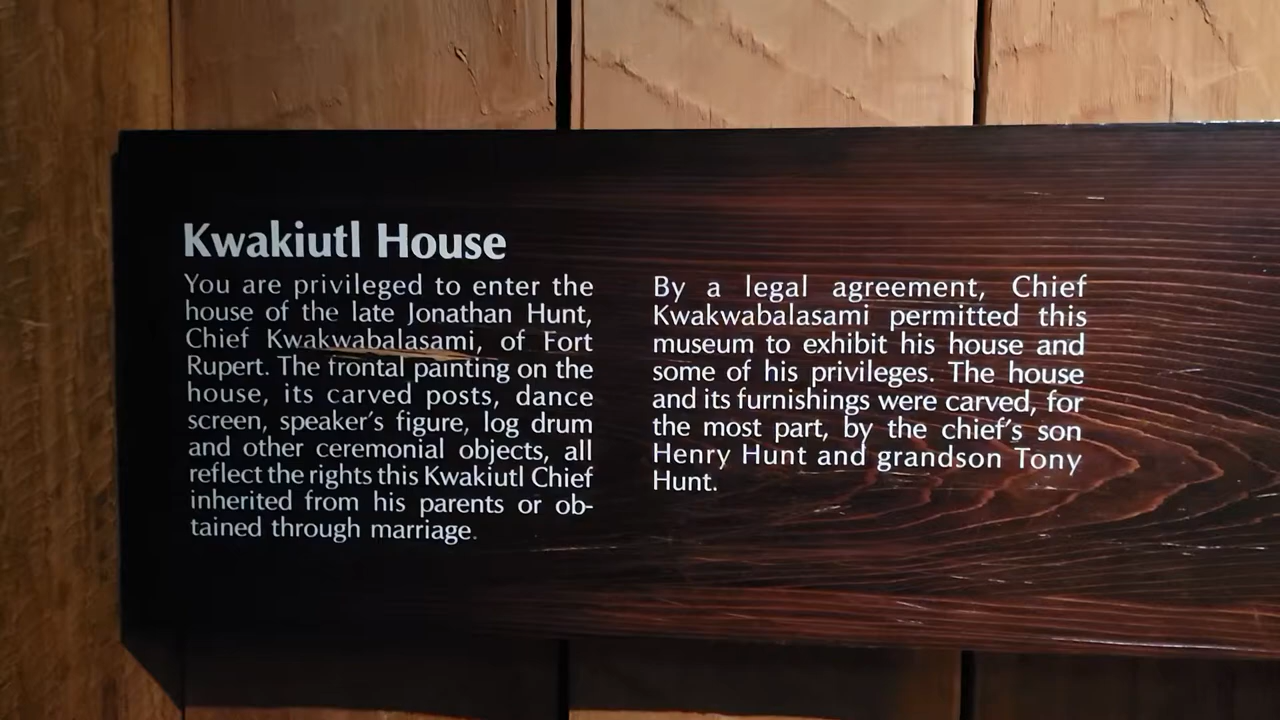 Kwakiutl House
You are privileged to enter the
house of the late Jonathan Hunt,
Chief Kwakwabalasami, of Fort
Rupert. The frontal painting on the
house, its carved posts, dance
screen, speaker's figure, log drum
and other ceremonial objects, all
reflect the rights this Kwakiutl Chief
inherited from his parents or ob-
tained through marriage.
By a legal agreement, Chief
Kwakwabalasami permitted this
museum to exhibit his house and
some of his privileges. The house
and its furnishings were carved, for
the most part, by the chief's son
Henry Hunt and grandson Tony
Hunt.